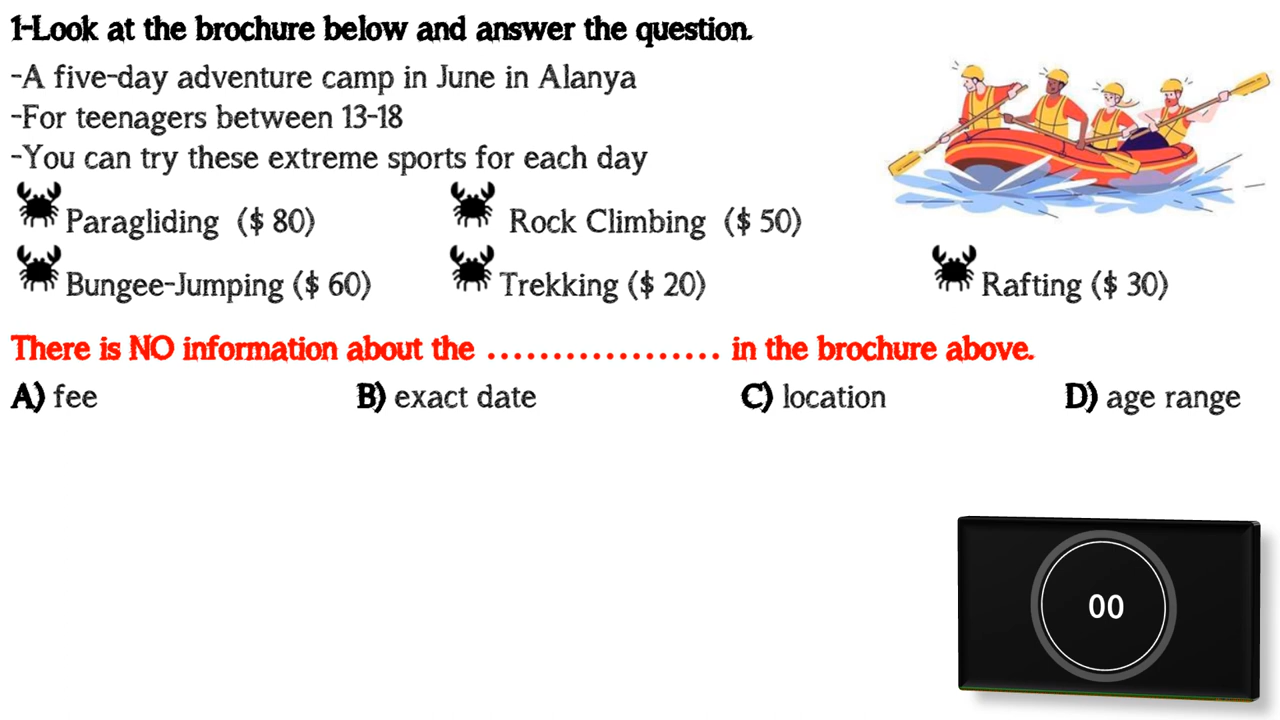 1-Look at the brochure below and answer the question.
-A five-day adventure camp in June in Alanya
-For teenagers between 13-18
-You can try these extreme sports for each day
Paragliding ($ 80) Rock Climbing ($ 50)
Bungee-Jumping ($ 60) Trekking ($ 20) Rafting ($ 30)
There is NO information about the .................. in the brochure above.
A) fee B) exact date C) location D) age range
00